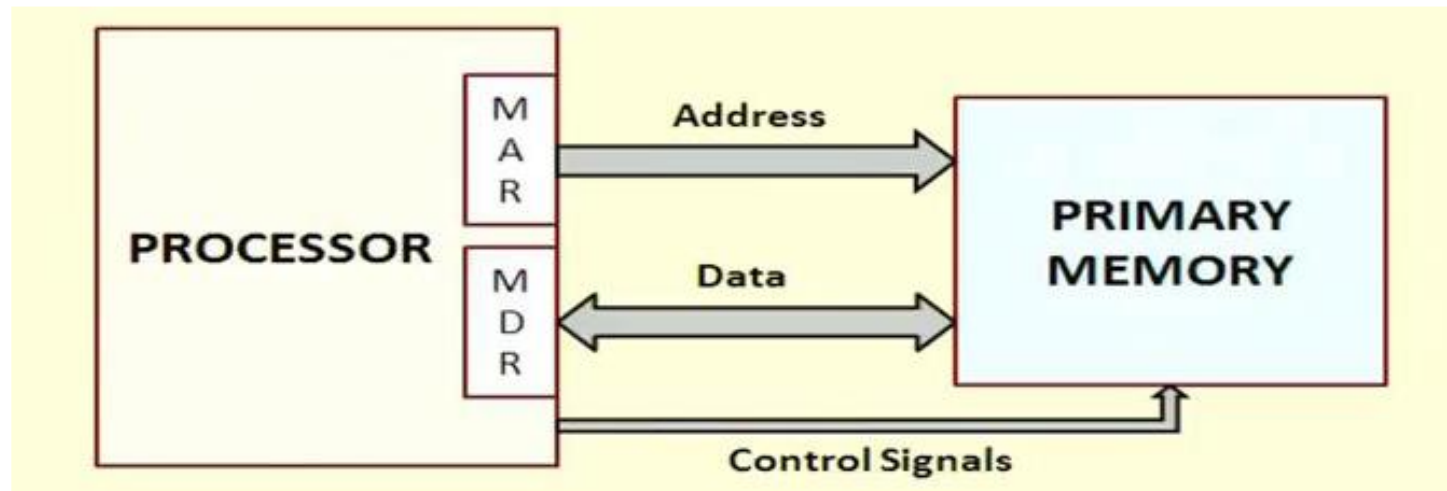 PROCESSOR
M
A
R
M
D
R
Address
Data
Control Signals
PRIMARY
MEMORY